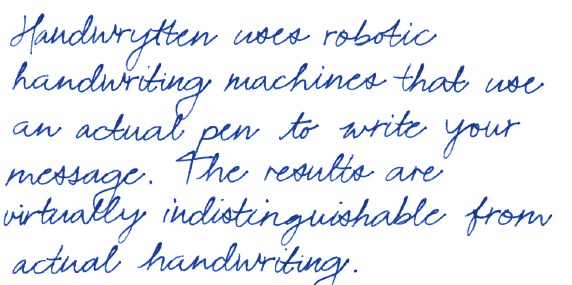 Handwrytten uses robotic
handwriting machines that use
an actual pen to write your
message. The results are
virtually indistinguishable from
actual handwriting.